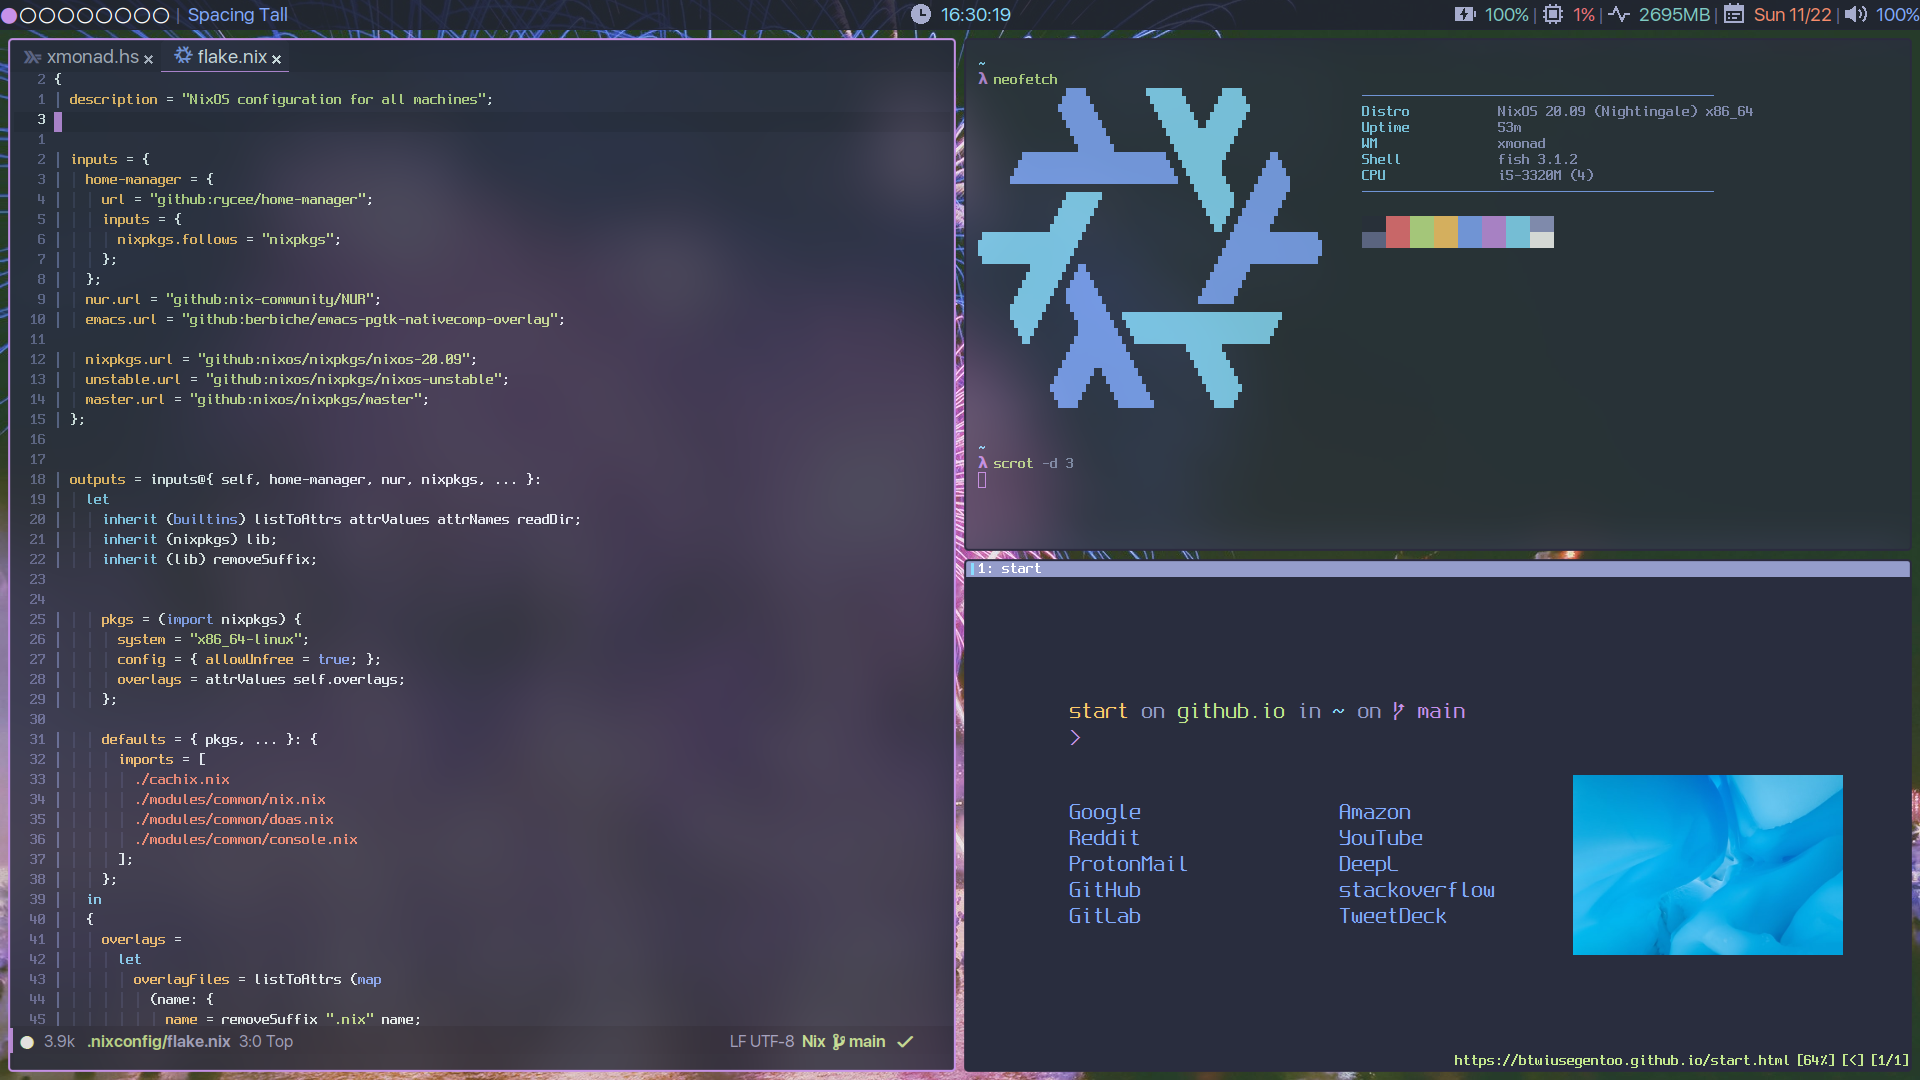 Spacing Tall
16:30:19
100% | 1% | 2695MB | Sun 11/22 | 100%
xmonad.hs × flake.nix ×
2 {
1 description = "NixOS configuration for all machines";
3
1
2 inputs = {
3 home-manager = {
4 url = "github:rycee/home-manager";
5 inputs = {
6 nixpkgs.follows = "nixpkgs";
7 };
8 };
9 nur.url = "github:nix-community/NUR";
10 emacs.url = "github:berbiche/emacs-pgtk-nativecomp-overlay";
11
12 nixpkgs.url = "github:nixos/nixpkgs/nixos-20.09";
13 unstable.url = "github:nixos/nixpkgs/nixos-unstable";
14 master.url = "github:nixos/nixpkgs/master";
15 };
16
17
18 outputs = inputs@{ self, home-manager, nur, nixpkgs, ... }:
19 let
20 inherit (builtins) listToAttrs attrValues attrNames readDir;
21 inherit (nixpkgs) lib;
22 inherit (lib) removeSuffix;
23
24
25 pkgs = (import nixpkgs) {
26 system = "x86_64-linux";
27 config = { allowUnfree = true; };
28 overlays = attrValues self.overlays;
29 };
30
31 defaults = { pkgs, ... }: {
32 imports = [
33 ./cachix.nix
34 ./modules/common/nix.nix
35 ./modules/common/doas.nix
36 ./modules/common/console.nix
37 ];
38 };
39 in
40 {
41 overlays =
42 let
43 overlayFiles = listToAttrs (map
44 (name: {
45 name = removeSuffix ".nix" name;
3.9k .nixconfig/flake.nix 3:0 Top LF UTF-8 Nix main
~
λ neofetch
Distro NixOS 20.09 (Nightingale) x86_64
Uptime 53m
WM xmonad
Shell fish 3.1.2
CPU i5-3320M (4)
~
λ scrot -d 3
1: start
start on github.io in ~ on main
>
Google Amazon
Reddit YouTube
ProtonMail DeepL
GitHub stackoverflow
GitLab TweetDeck
https://btwiusegentoo.github.io/start.html [64%] [<] [1/1]